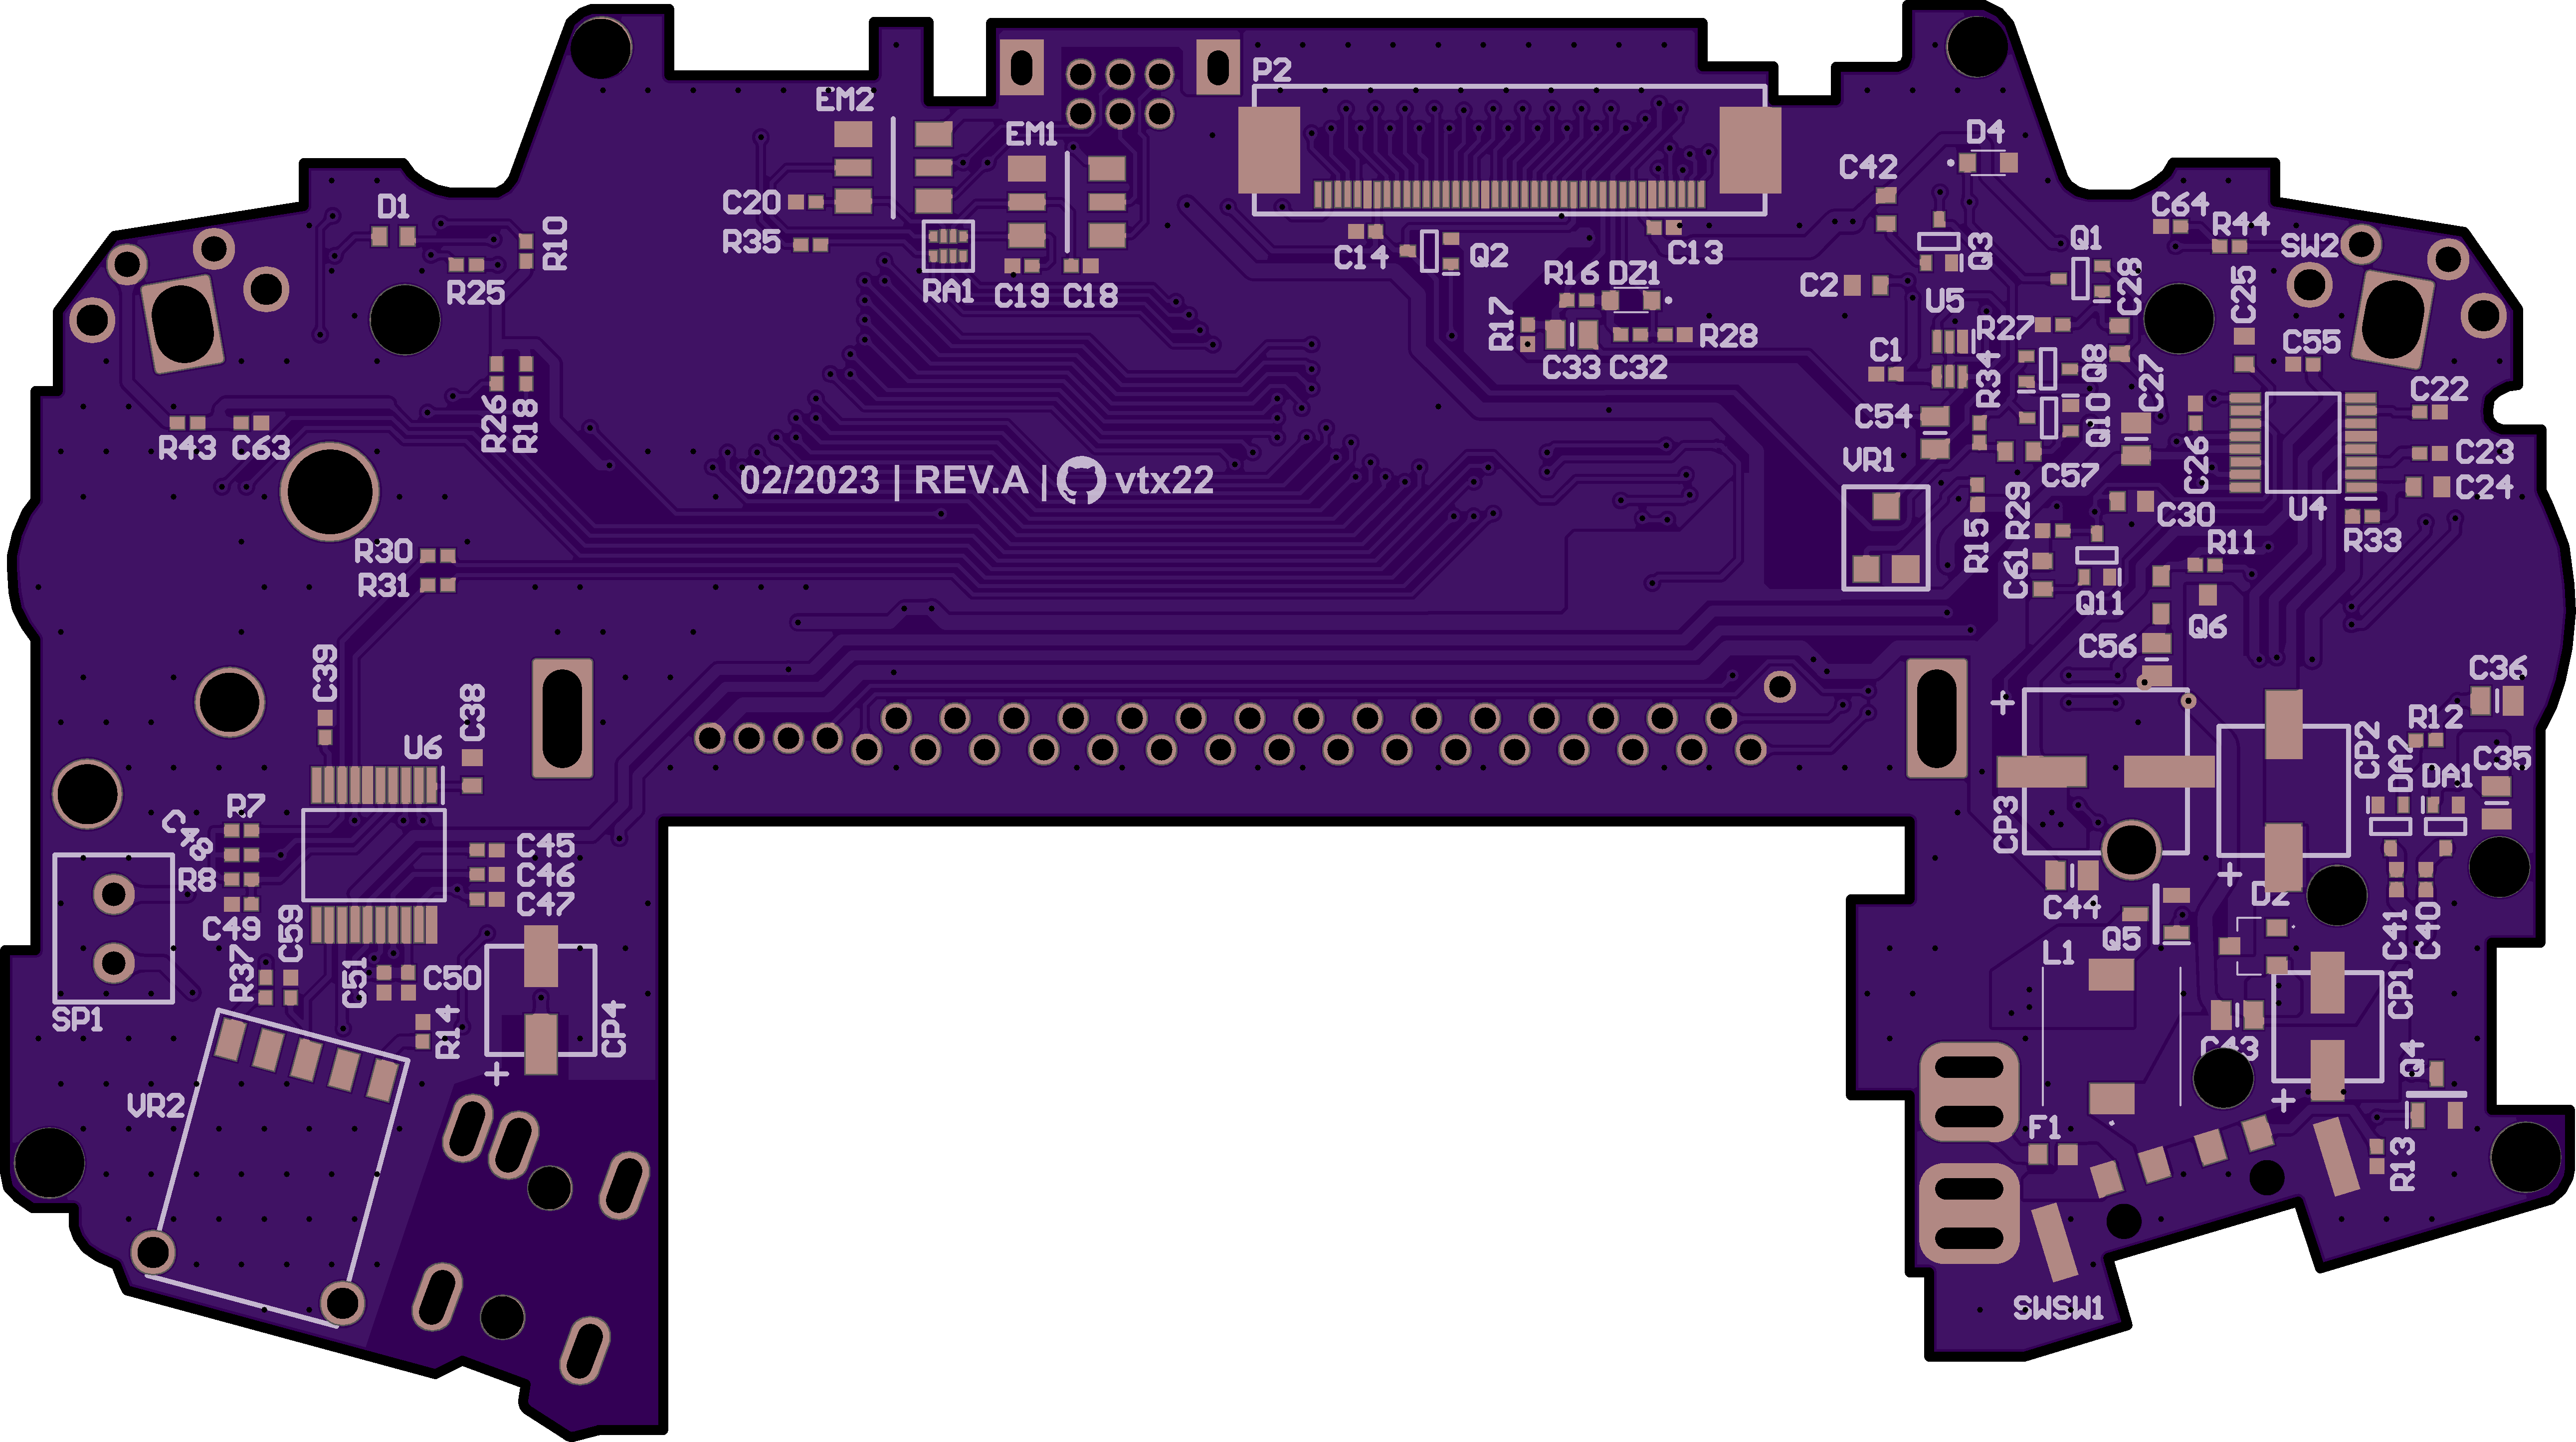 P2
EM2
EM1
D4
C42
C20
D1
R10
R35
C64
R44
SW2
Q1
Q3
C14
Q2
C13
R25
RA1
C19
C18
R16
DZ1
C2
U5
C28
C25
R17
R28
R27
C33
C32
C1
R34
Q8
C27
C55
C22
R26
R18
C54
Q10
R43
C63
VR1
C57
C26
C23
C24
02/2023 | REV.A | vtx22
R29
C30
U4
R15
R33
R30
R11
R31
C61
Q11
Q6
C39
C56
C36
C38
+
R12
U6
CP2
DA2
DA1
C35
R7
C48
CP3
C45
C46
R8
C47
+
D2
C49
C59
C44
Q5
C41
C40
R37
C51
C50
L1
CP1
SP1
R14
CP4
C43
Q4
+
+
VR2
F1
R13
SWSW1